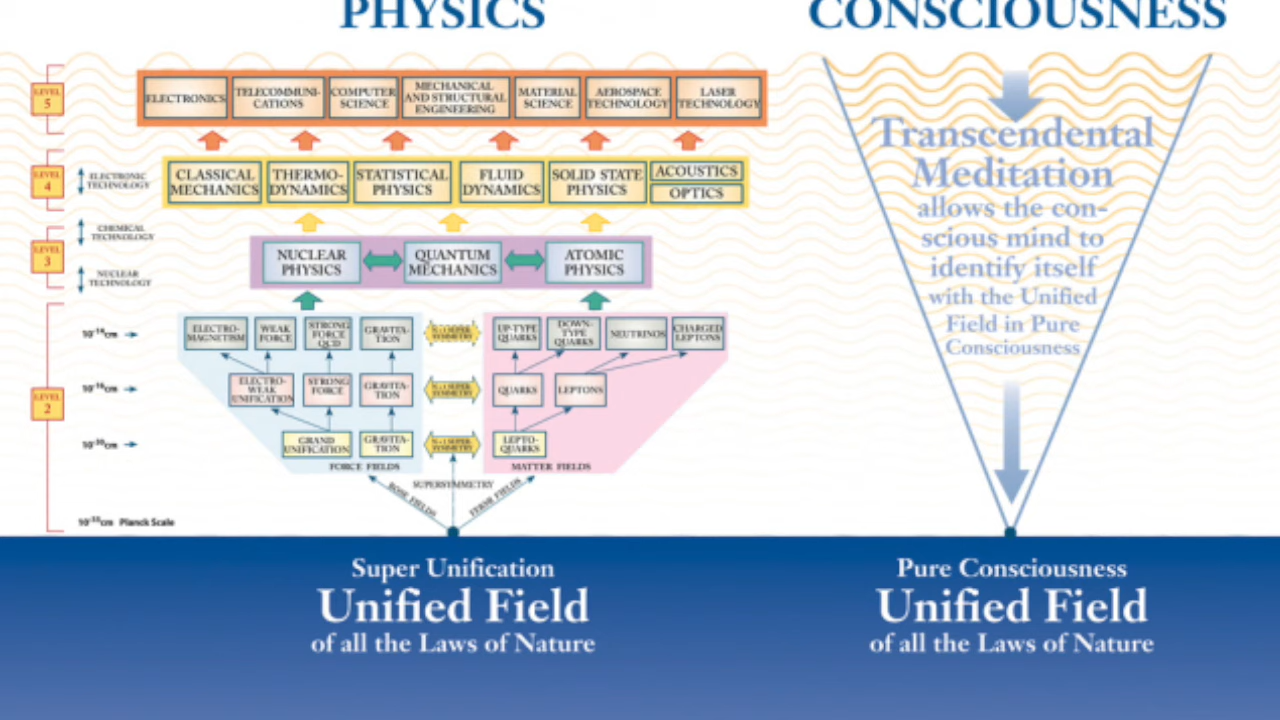 PHYSICS
CONSCIOUSNESS
LEVEL
5
ELECTRONICS
TELECOMMUNI-
CATIONS
COMPUTER
SCIENCE
MECHANICAL
AND STRUCTURAL
ENGINEERING
MATERIAL
SCIENCE
AEROSPACE
TECHNOLOGY
LASER
TECHNOLOGY
LEVEL
4
ELECTRONIC
TECHNOLOGY
CLASSICAL
MECHANICS
THERMO-
DYNAMICS
STATISTICAL
PHYSICS
FLUID
DYNAMICS
SOLID STATE
PHYSICS
ACOUSTICS
OPTICS
CHEMICAL
TECHNOLOGY
LEVEL
3
NUCLEAR
TECHNOLOGY
NUCLEAR
PHYSICS
QUANTUM
MECHANICS
ATOMIC
PHYSICS
LEVEL
2
ELECTRO-
MAGNETISM
WEAK
FORCE
STRONG
FORCE
QCD
GRAVITA-
TION
UP-TYPE
QUARKS
DOWN-
TYPE
QUARKS
NEUTRINOS
CHARGED
LEPTONS
ELECTRO-
WEAK
UNIFICATION
STRONG
FORCE
GRAVITA-
TION
QUARKS
LEPTONS
GRAND
UNIFICATION
GRAVITA-
TION
LEPTO-
QUARKS
FORCE FIELDS
MATTER FIELDS
SUPERSYMMETRY
BOSE FIELDS
FERMI FIELDS
Planck Scale
Super Unification
Unified Field
of all the Laws of Nature
Transcendental
Meditation
allows the con-
scious mind to
identify itself
with the Unified
Field in Pure
Consciousness
Pure Consciousness
Unified Field
of all the Laws of Nature